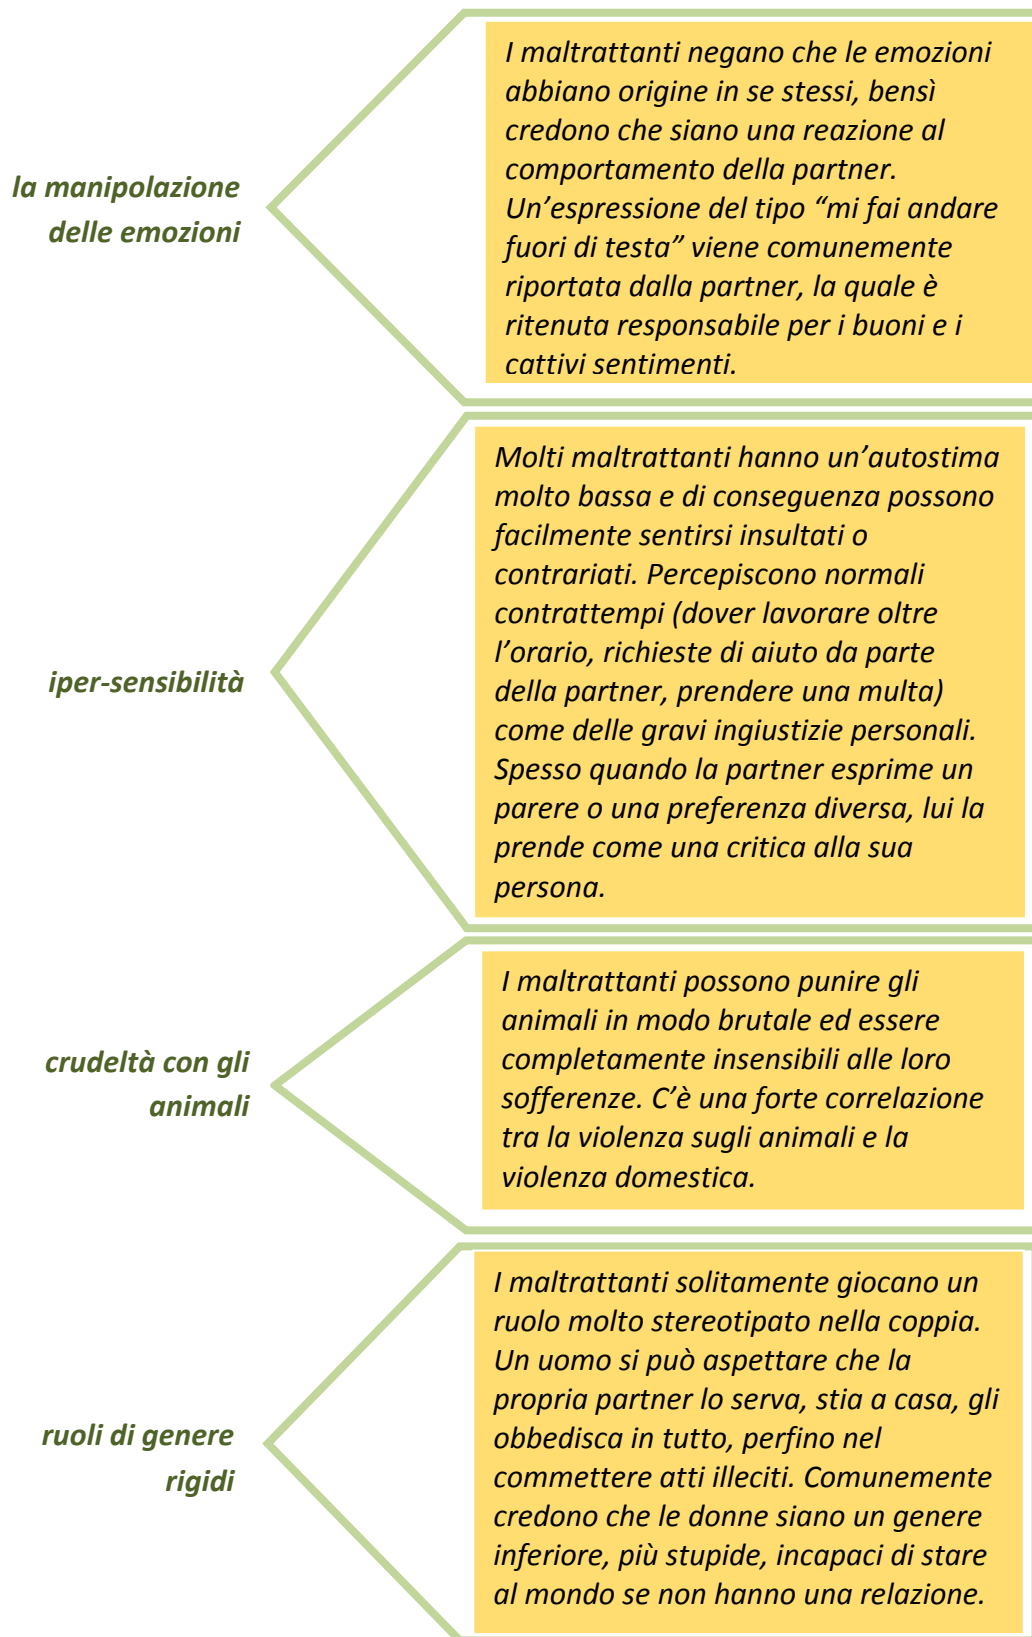 la manipolazione
delle emozioni
I maltrattanti negano che le emozioni
abbiano origine in se stessi, bensì
credono che siano una reazione al
comportamento della partner.
Un’espressione del tipo “mi fai andare
fuori di testa” viene comunemente
riportata dalla partner, la quale è
ritenuta responsabile per i buoni e i
cattivi sentimenti.
iper-sensibilità
Molti maltrattanti hanno un’autostima
molto bassa e di conseguenza possono
facilmente sentirsi insultati o
contrariati. Percepiscono normali
contrattempi (dover lavorare oltre
l’orario, richieste di aiuto da parte
della partner, prendere una multa)
come delle gravi ingiustizie personali.
Spesso quando la partner esprime un
parere o una preferenza diversa, lui la
prende come una critica alla sua
persona.
crudeltà con gli
animali
I maltrattanti possono punire gli
animali in modo brutale ed essere
completamente insensibili alle loro
sofferenze. C’è una forte correlazione
tra la violenza sugli animali e la
violenza domestica.
ruoli di genere
rigidi
I maltrattanti solitamente giocano un
ruolo molto stereotipato nella coppia.
Un uomo si può aspettare che la
propria partner lo serva, stia a casa, gli
obbedisca in tutto, perfino nel
commettere atti illeciti. Comunemente
credono che le donne siano un genere
inferiore, più stupide, incapaci di stare
al mondo se non hanno una relazione.